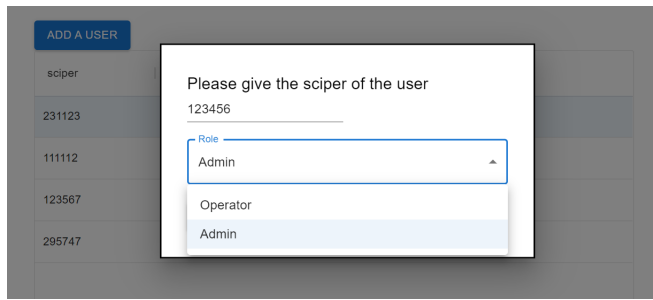 ADD A USER
sciper
231123
111112
123567
295747
Please give the sciper of the user
123456
Role
Admin
Operator
Admin